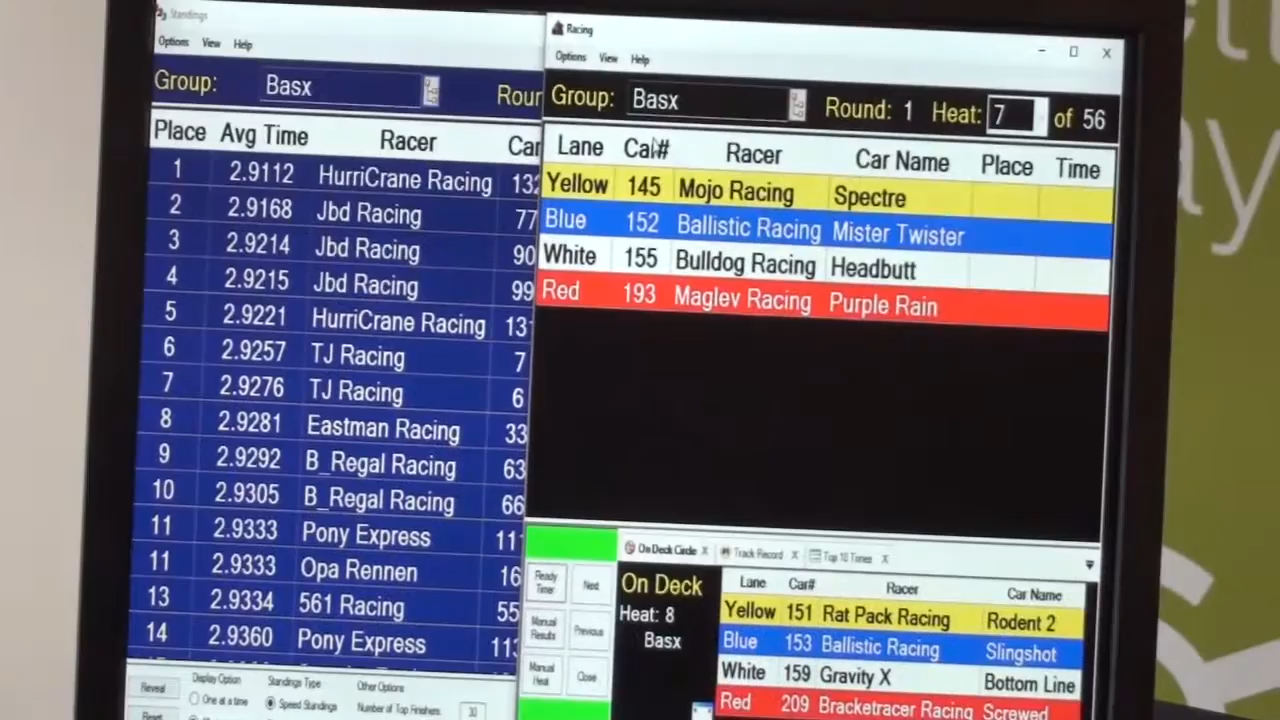 Standings
Options View Help
Group: Basx
Place Avg Time Racer
1 2.9112 HurriCrane Racing 132
2 2.9168 Jbd Racing 77
3 2.9214 Jbd Racing 90
4 2.9215 Jbd Racing 99
5 2.9221 HurriCrane Racing 131
6 2.9257 TJ Racing 7
7 2.9276 TJ Racing 6
8 2.9281 Eastman Racing 33
9 2.9292 B_Regal Racing 63
10 2.9305 B_Regal Racing 66
11 2.9333 Pony Express
11 2.9333 Opa Rennen
13 2.9334 561 Racing 55
14 2.9360 Pony Express 113
Reveal
Display Option
One at a time
Standings Type
Speed Standings
Other Options
Number of Top Finishers: 30
Racing
Options View Help
Group: Basx Round: 1 Heat: 7 of 56
Lane Car# Racer Car Name Place Time
Yellow 145 Mojo Racing Spectre
Blue 152 Ballistic Racing Mister Twister
White 155 Bulldog Racing Headbutt
Red 193 Maglev Racing Purple Rain
Ready Timer Next
Manual Results Previous
Manual Heat Close
On Deck Circle X Track Record X Top 10 Times X
On Deck
Heat: 8
Basx
Lane Car# Racer Car Name
Yellow 151 Rat Pack Racing Rodent 2
Blue 153 Ballistic Racing Slingshot
White 159 Gravity X Bottom Line
Red 209 Bracketracer Racing Screwed